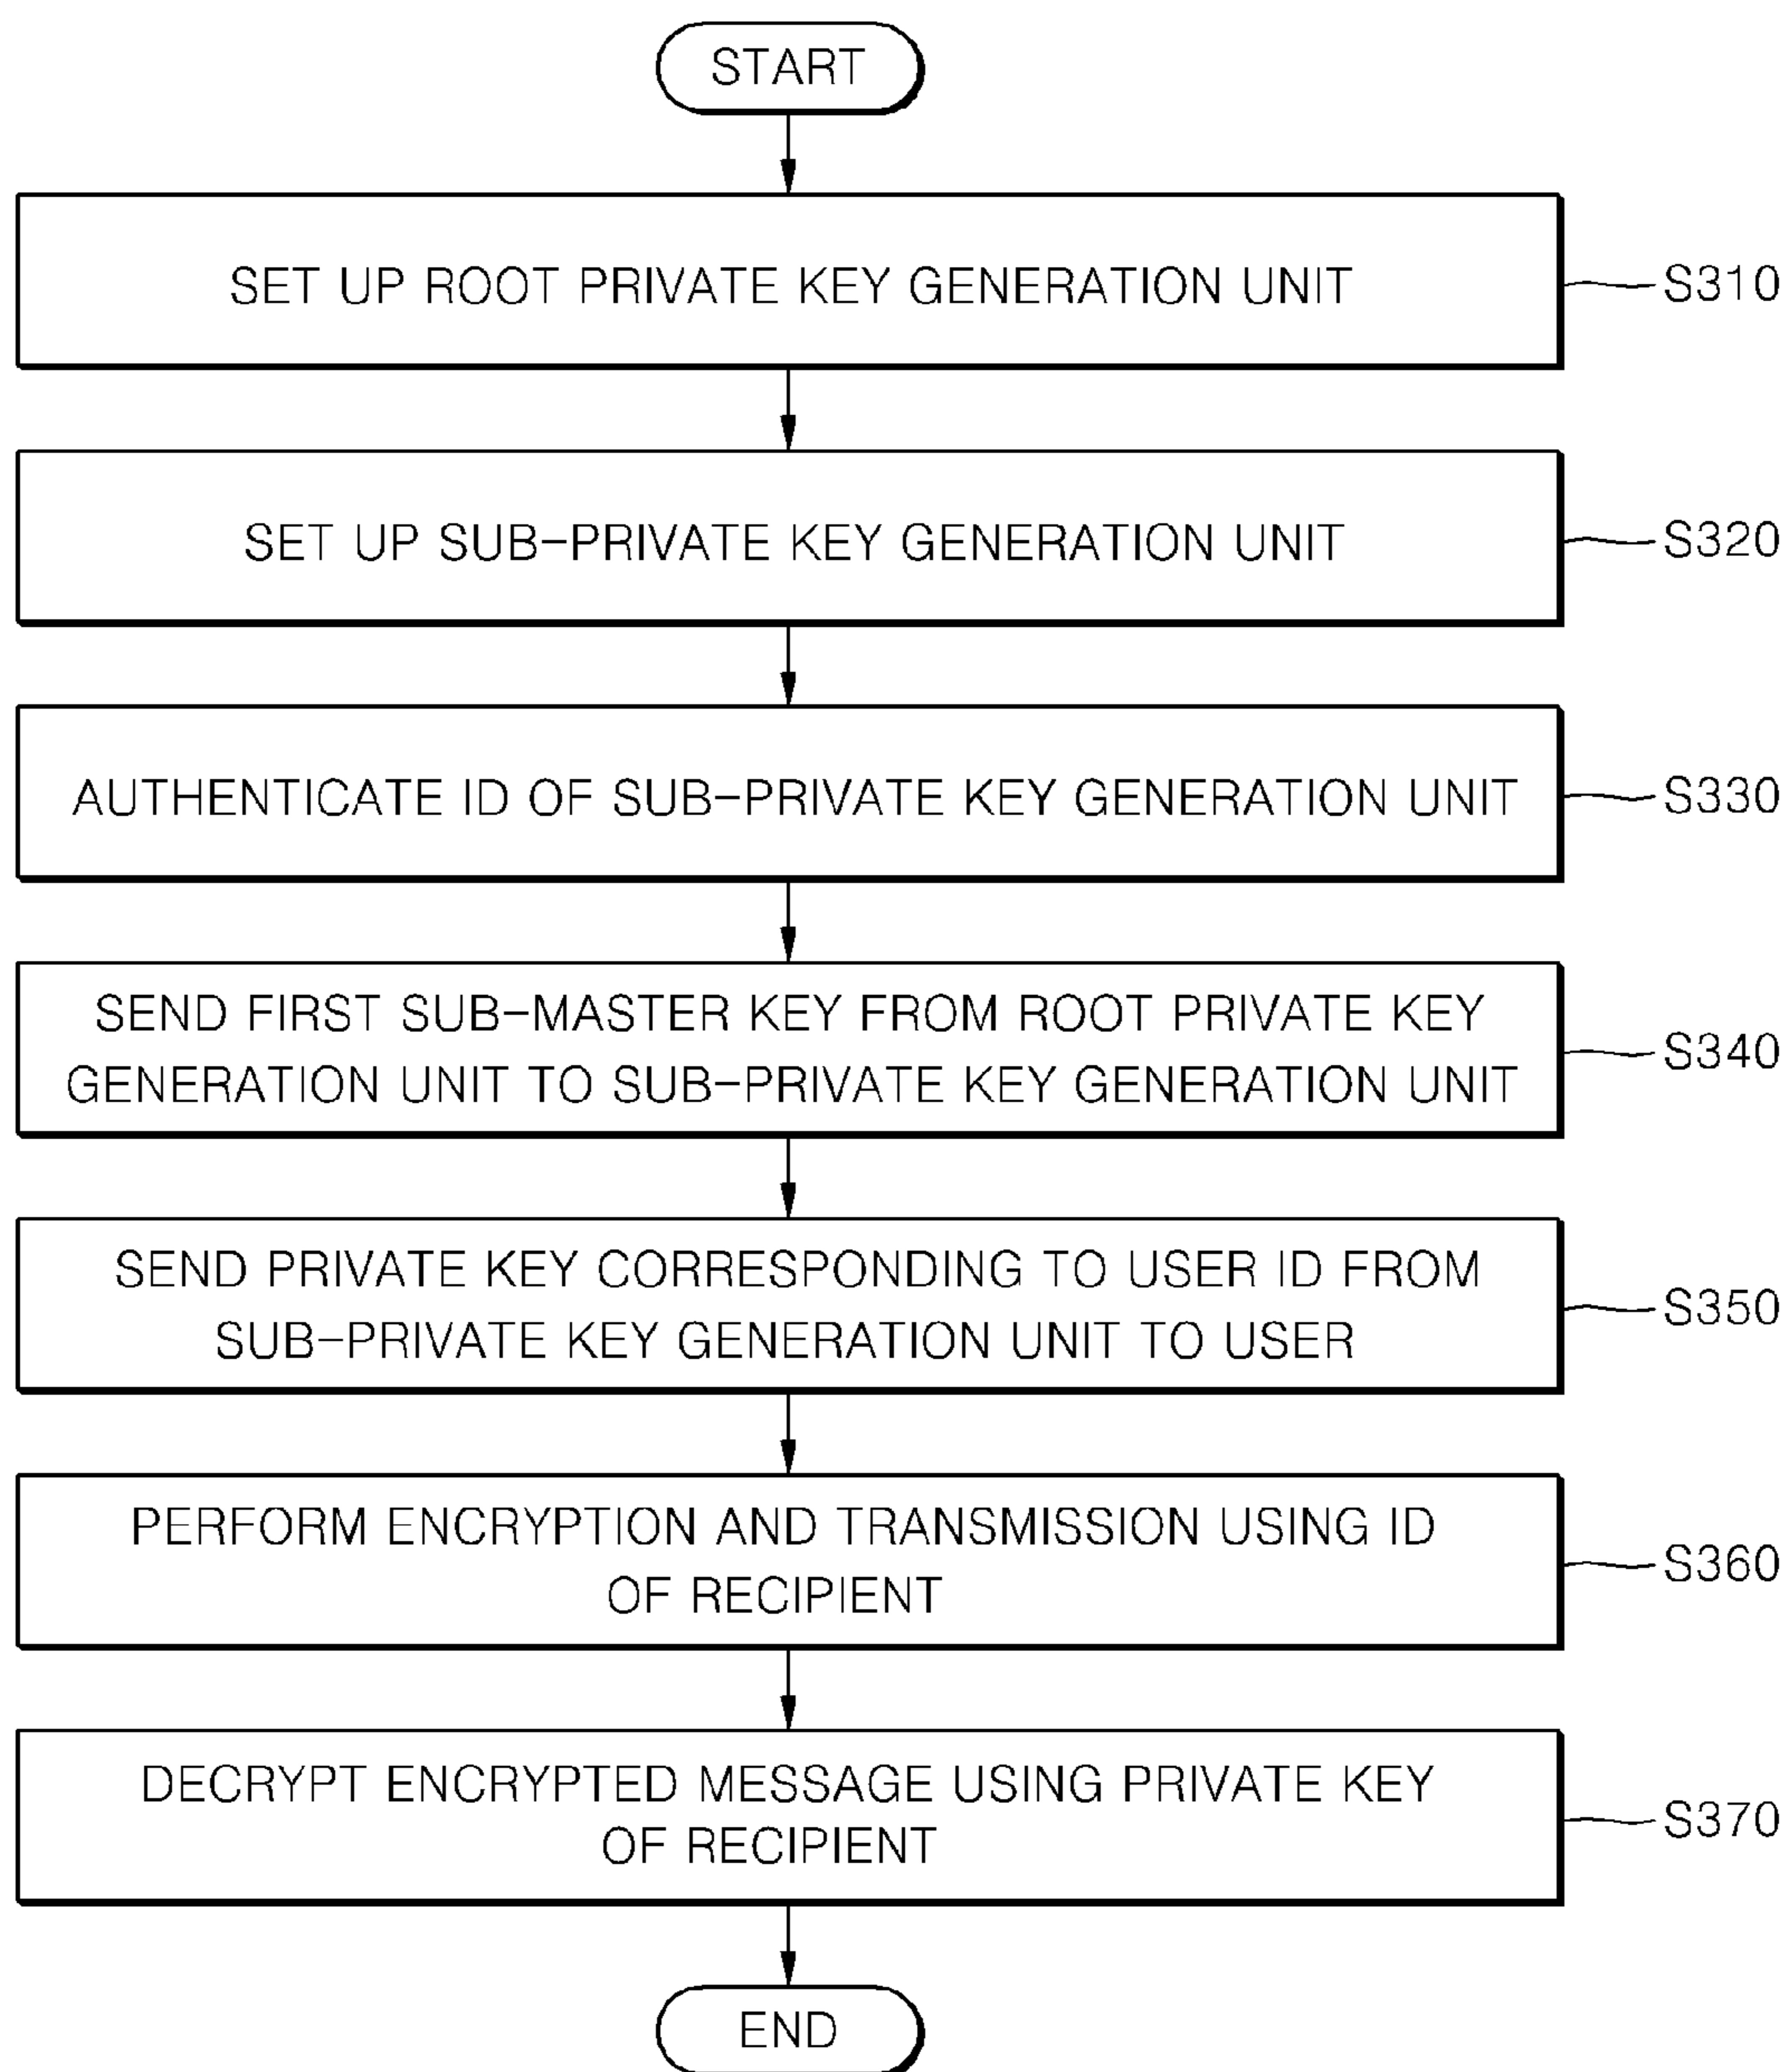 START
SET UP ROOT PRIVATE KEY GENERATION UNIT
S310
SET UP SUB-PRIVATE KEY GENERATION UNIT
S320
AUTHENTICATE ID OF SUB-PRIVATE KEY GENERATION UNIT
S330
SEND FIRST SUB-MASTER KEY FROM ROOT PRIVATE KEY
GENERATION UNIT TO SUB-PRIVATE KEY GENERATION UNIT
S340
SEND PRIVATE KEY CORRESPONDING TO USER ID FROM
SUB-PRIVATE KEY GENERATION UNIT TO USER
S350
PERFORM ENCRYPTION AND TRANSMISSION USING ID
OF RECIPIENT
S360
DECRYPT ENCRYPTED MESSAGE USING PRIVATE KEY
OF RECIPIENT
S370
END